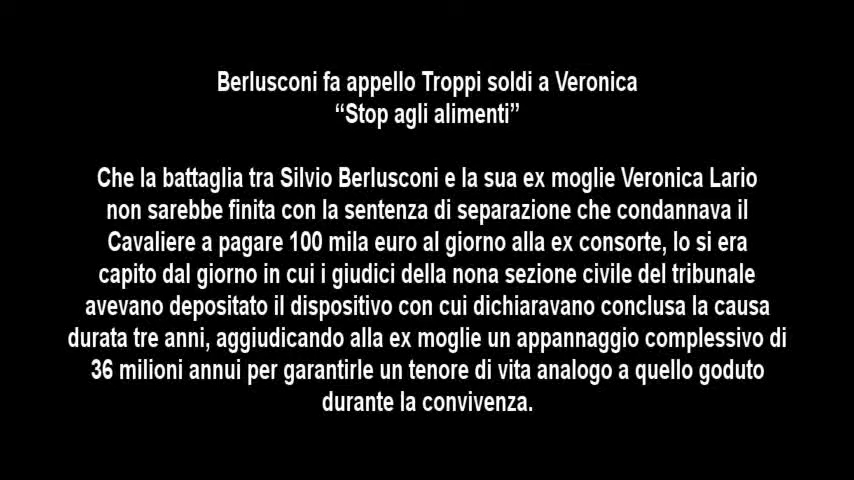 Berlusconi fa appello Troppi soldi a Veronica
“Stop agli alimenti”
Che la battaglia tra Silvio Berlusconi e la sua ex moglie Veronica Lario
non sarebbe finita con la sentenza di separazione che condannava il
Cavaliere a pagare 100 mila euro al giorno alla ex consorte, lo si era
capito dal giorno in cui i giudici della nona sezione civile del tribunale
avevano depositato il dispositivo con cui dichiaravano conclusa la causa
durata tre anni, aggiudicando alla ex moglie un appannaggio complessivo di
36 milioni annui per garantirle un tenore di vita analogo a quello goduto
durante la convivenza.